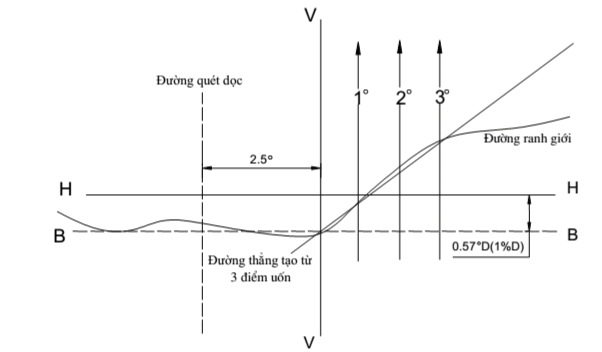 V
Đường quét dọc
1°
2°
3°
Đường ranh giới
2.5°
H
H
B
B
0.57°D(1%D)
Đường thẳng tạo từ
3 điểm uốn
V